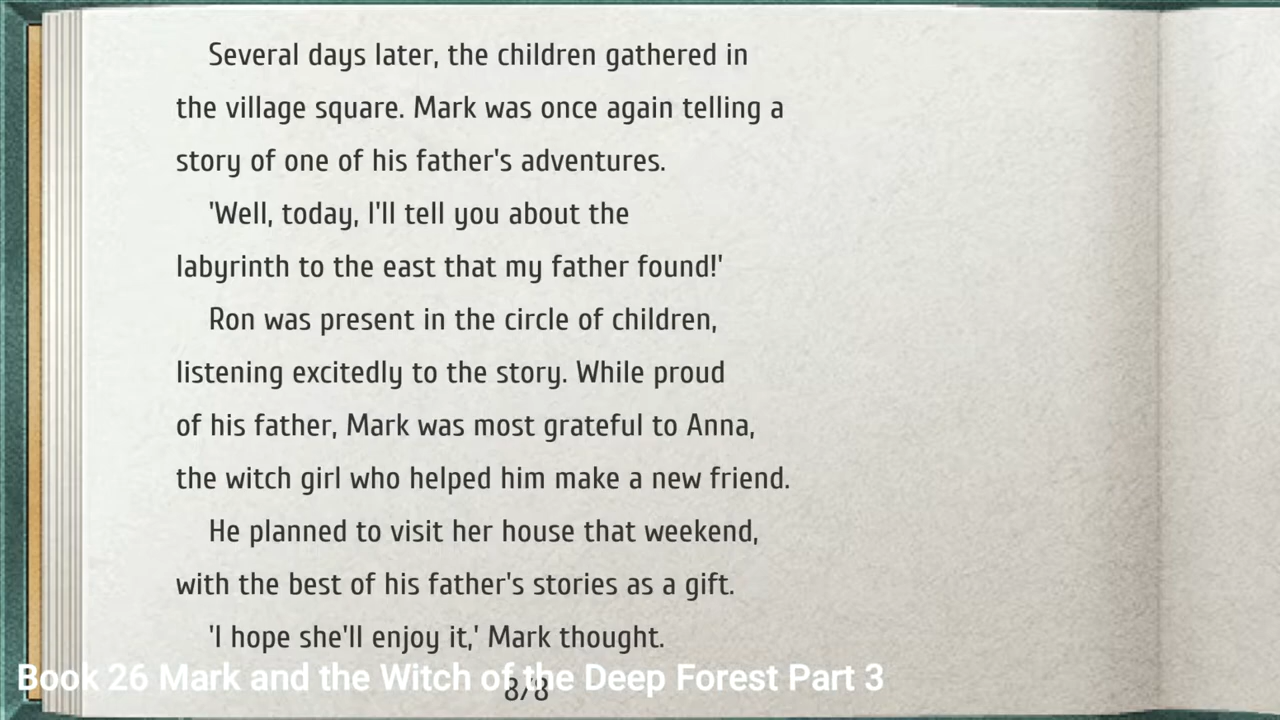 Several days later, the children gathered in
the village square. Mark was once again telling a
story of one of his father's adventures.
'Well, today, I'll tell you about the
labyrinth to the east that my father found!'
Ron was present in the circle of children,
listening excitedly to the story. While proud
of his father, Mark was most grateful to Anna,
the witch girl who helped him make a new friend.
He planned to visit her house that weekend,
with the best of his father's stories as a gift.
'I hope she'll enjoy it,' Mark thought.
Book 26 Mark and the Witch of the Deep Forest Part 3
8/8